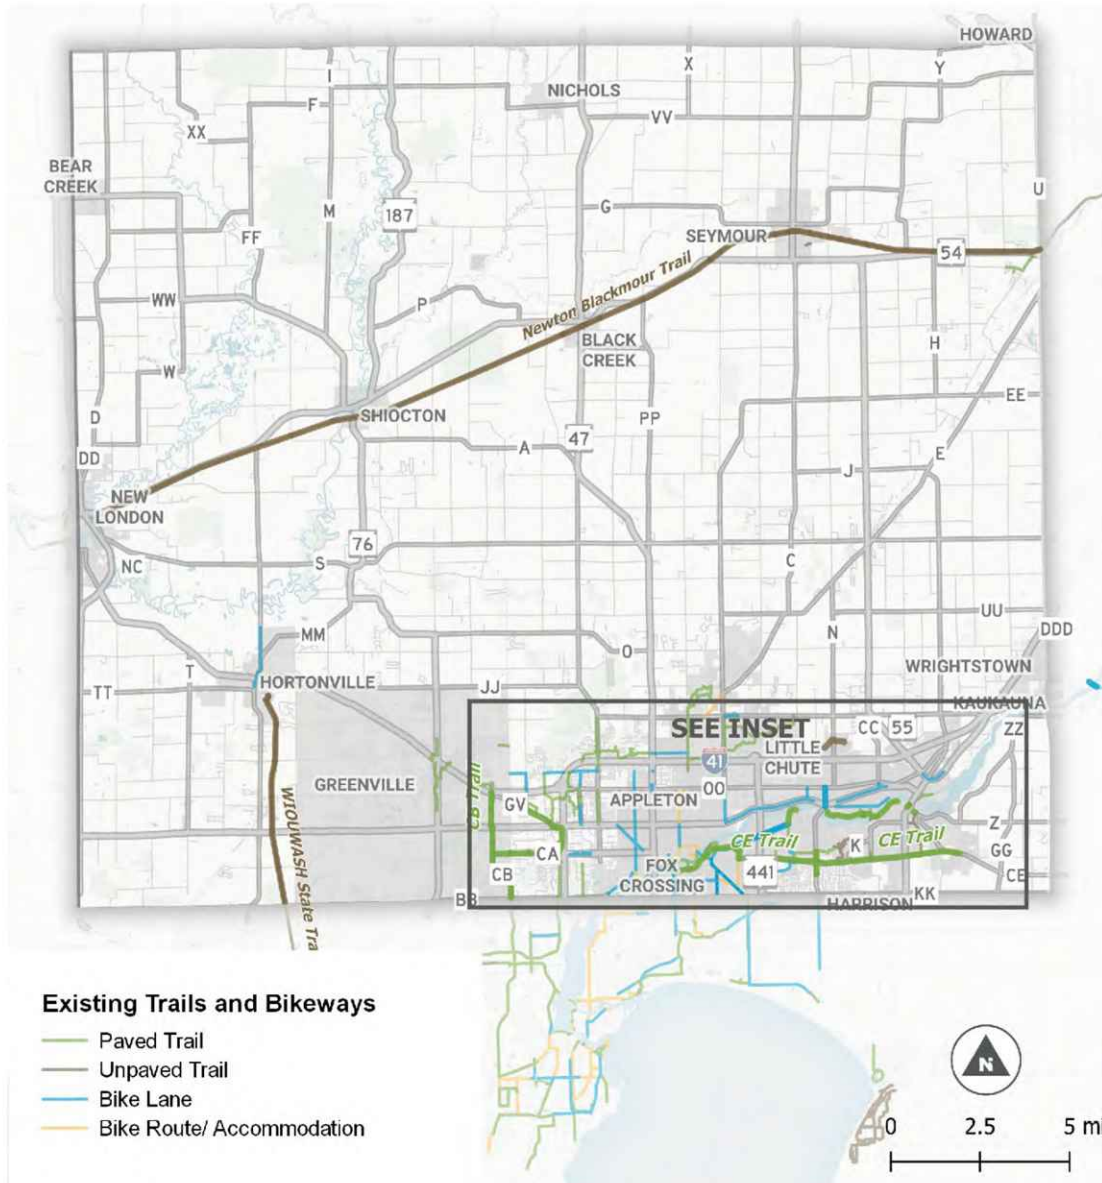 HOWARD
X
Y
I
NICHOLS
F
VV
XX
BEAR
CREEK
U
M
G
187
FF
SEYMOUR
54
Newton Blackmour Trail
WW
P
BLACK
CREEK
H
W
EE
SHIOCTON
PP
D
47
A
E
DD
J
NEW
LONDON
76
NC
S
C
UU
MM
N
DDD
O
WRIGHTSTOWN
T
HORTONVILLE
TT
JJ
KAUKAUNA
SEE INSET
CC
55
ZZ
LITTLE
CHUTE
41
GREENVILLE
OO
CB Trail
GV
APPLETON
WIOUWASH State Tra
Z
CE Trail
CE Trail
K
CA
GG
FOX
CROSSING
441
CB
CE
BB
KK
HARRISON
Existing Trails and Bikeways
Paved Trail
Unpaved Trail
Bike Lane
Bike Route/ Accommodation
N
0 2.5 5 mi